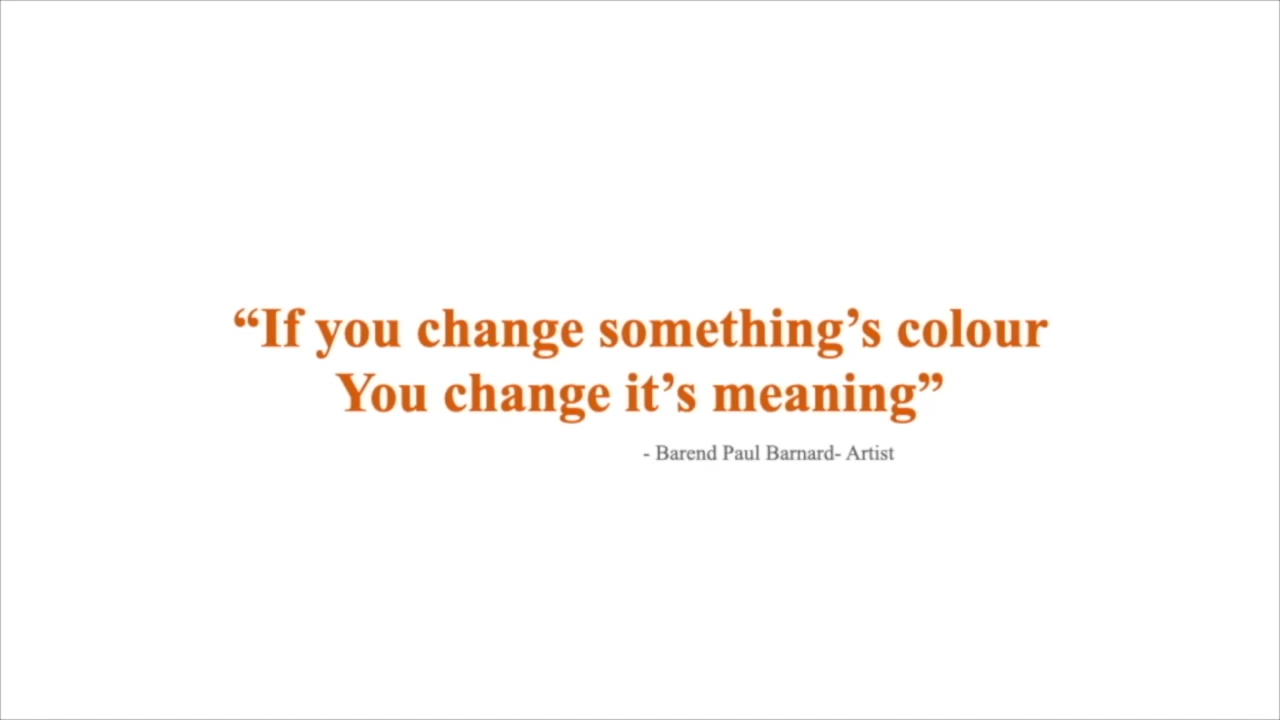 “If you change something’s colour
You change it’s meaning”
- Barend Paul Barnard- Artist